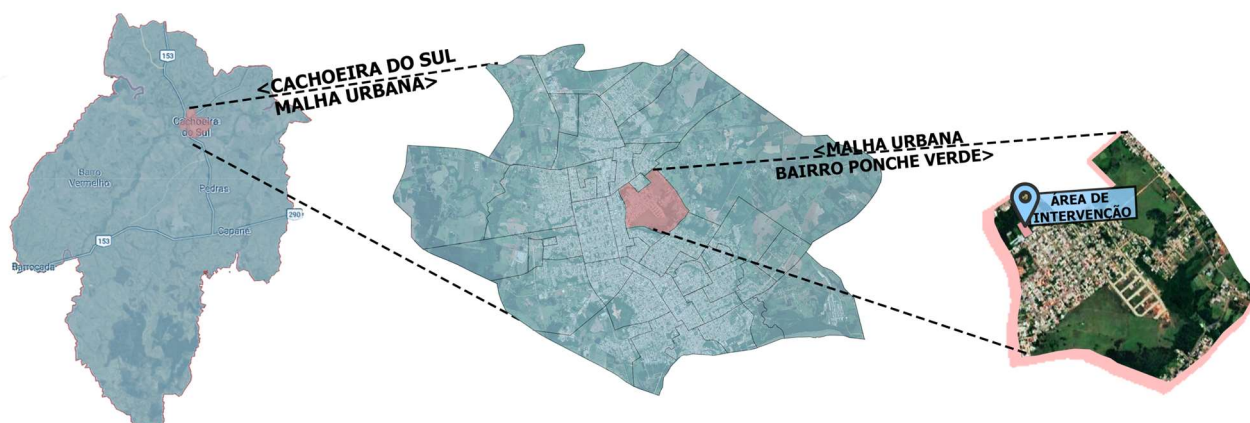 153
Cachoeira
do Sul
Bairro
Vermelho
Pedras
290
Capané
153
Barrocada
<CACHOEIRA DO SUL
MALHA URBANA>
<MALHA URBANA
BAIRRO PONCHE VERDE>
ÁREA DE
INTERVENÇÃO